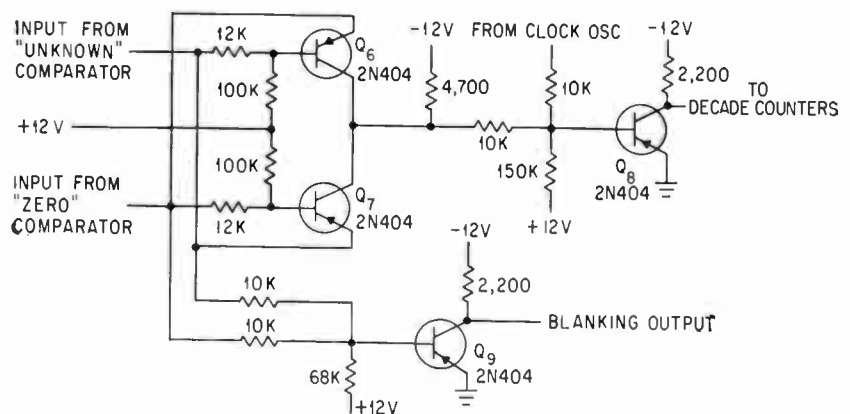 INPUT FROM
"UNKNOWN"
COMPARATOR
12K
Q6
2N404
100K
+12 V
100K
INPUT FROM
"ZERO"
COMPARATOR
12K
Q7
2N404
-12V
4,700
FROM CLOCK OSC
10K
10K
150K
+12V
-12V
2,200
TO
DECADE COUNTERS
Q8
2N404
10K
10K
68K
+12V
-12V
2,200
BLANKING OUTPUT
Q9
2N404